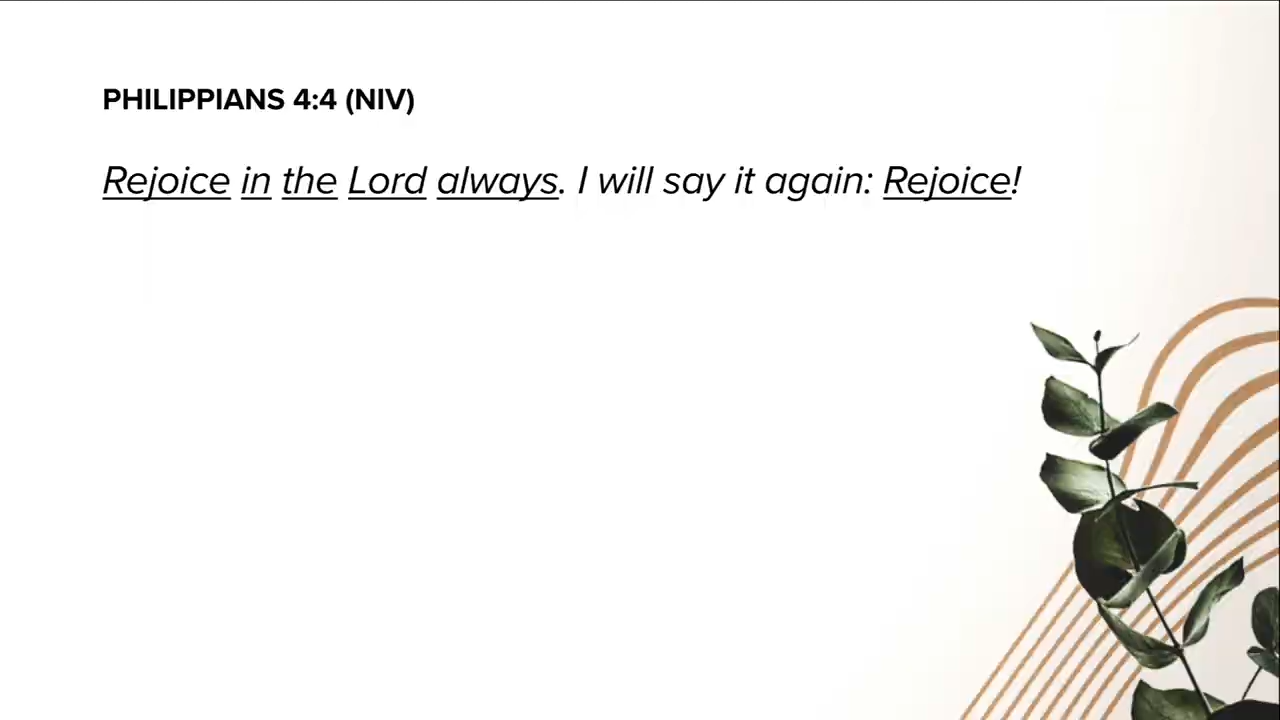 PHILIPPIANS 4:4 (NIV)
Rejoice in the Lord always. I will say it again: Rejoice!